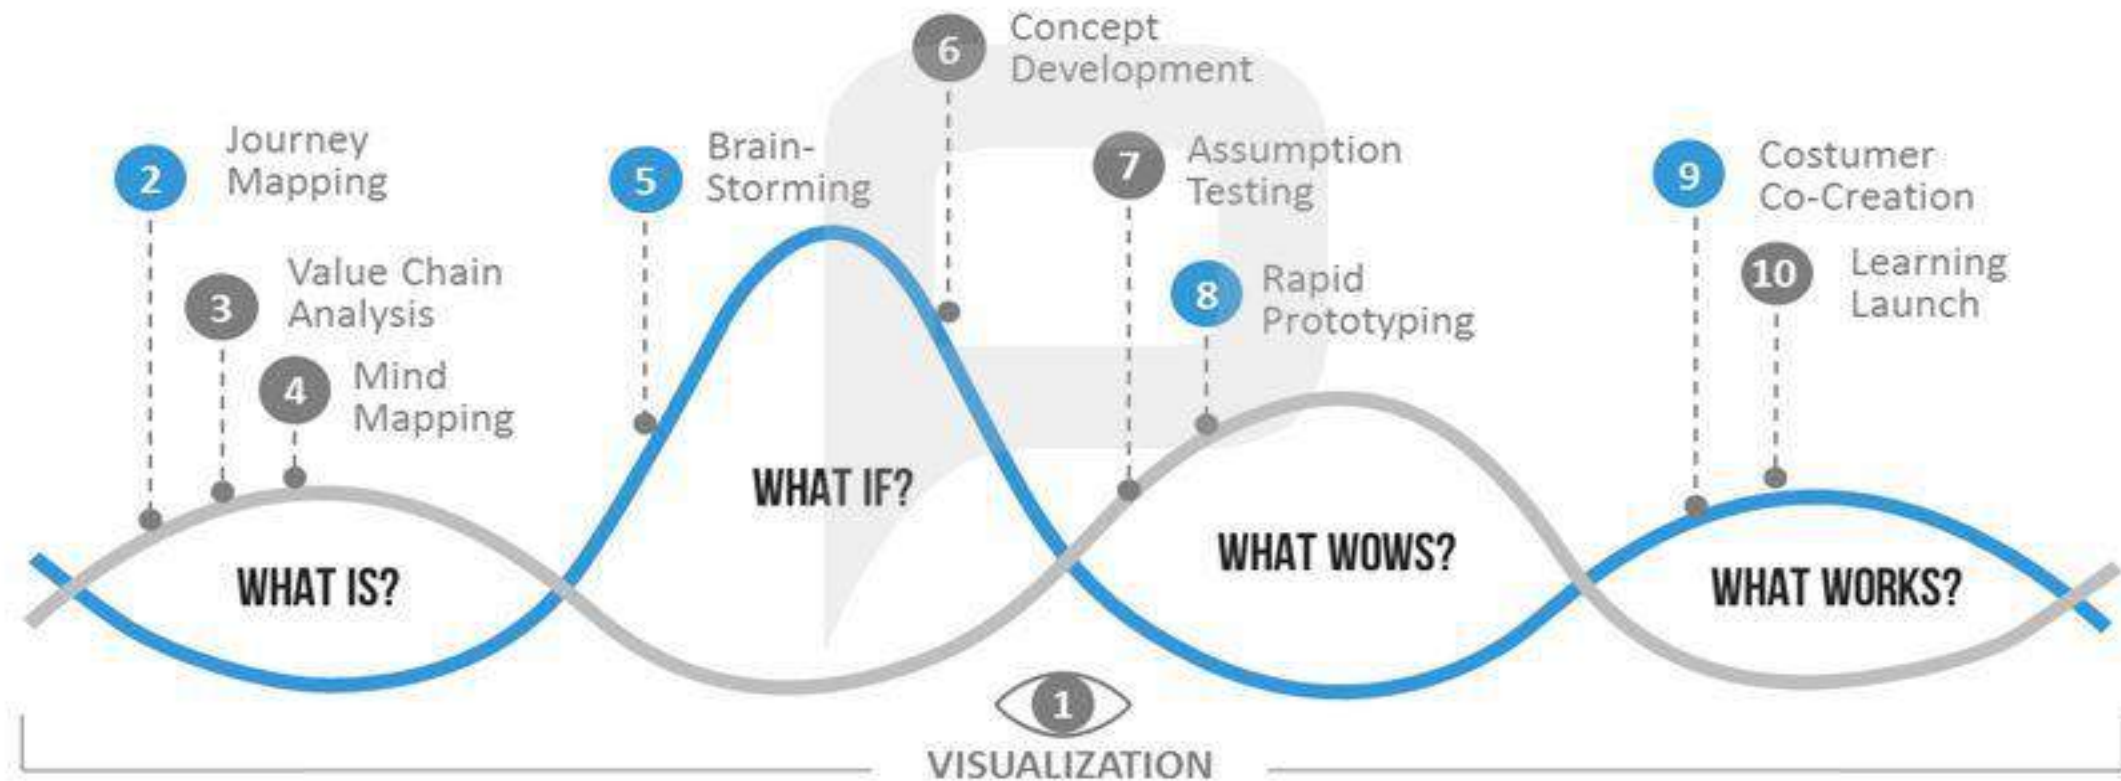 6
Concept
Development
2
Journey
Mapping
5
Brain-
Storming
7
Assumption
Testing
9
Costumer
Co-Creation
3
Value Chain
Analysis
8
Rapid
Prototyping
10
Learning
Launch
4
Mind
Mapping
WHAT IS?
WHAT IF?
WHAT WOWS?
WHAT WORKS?
1
VISUALIZATION